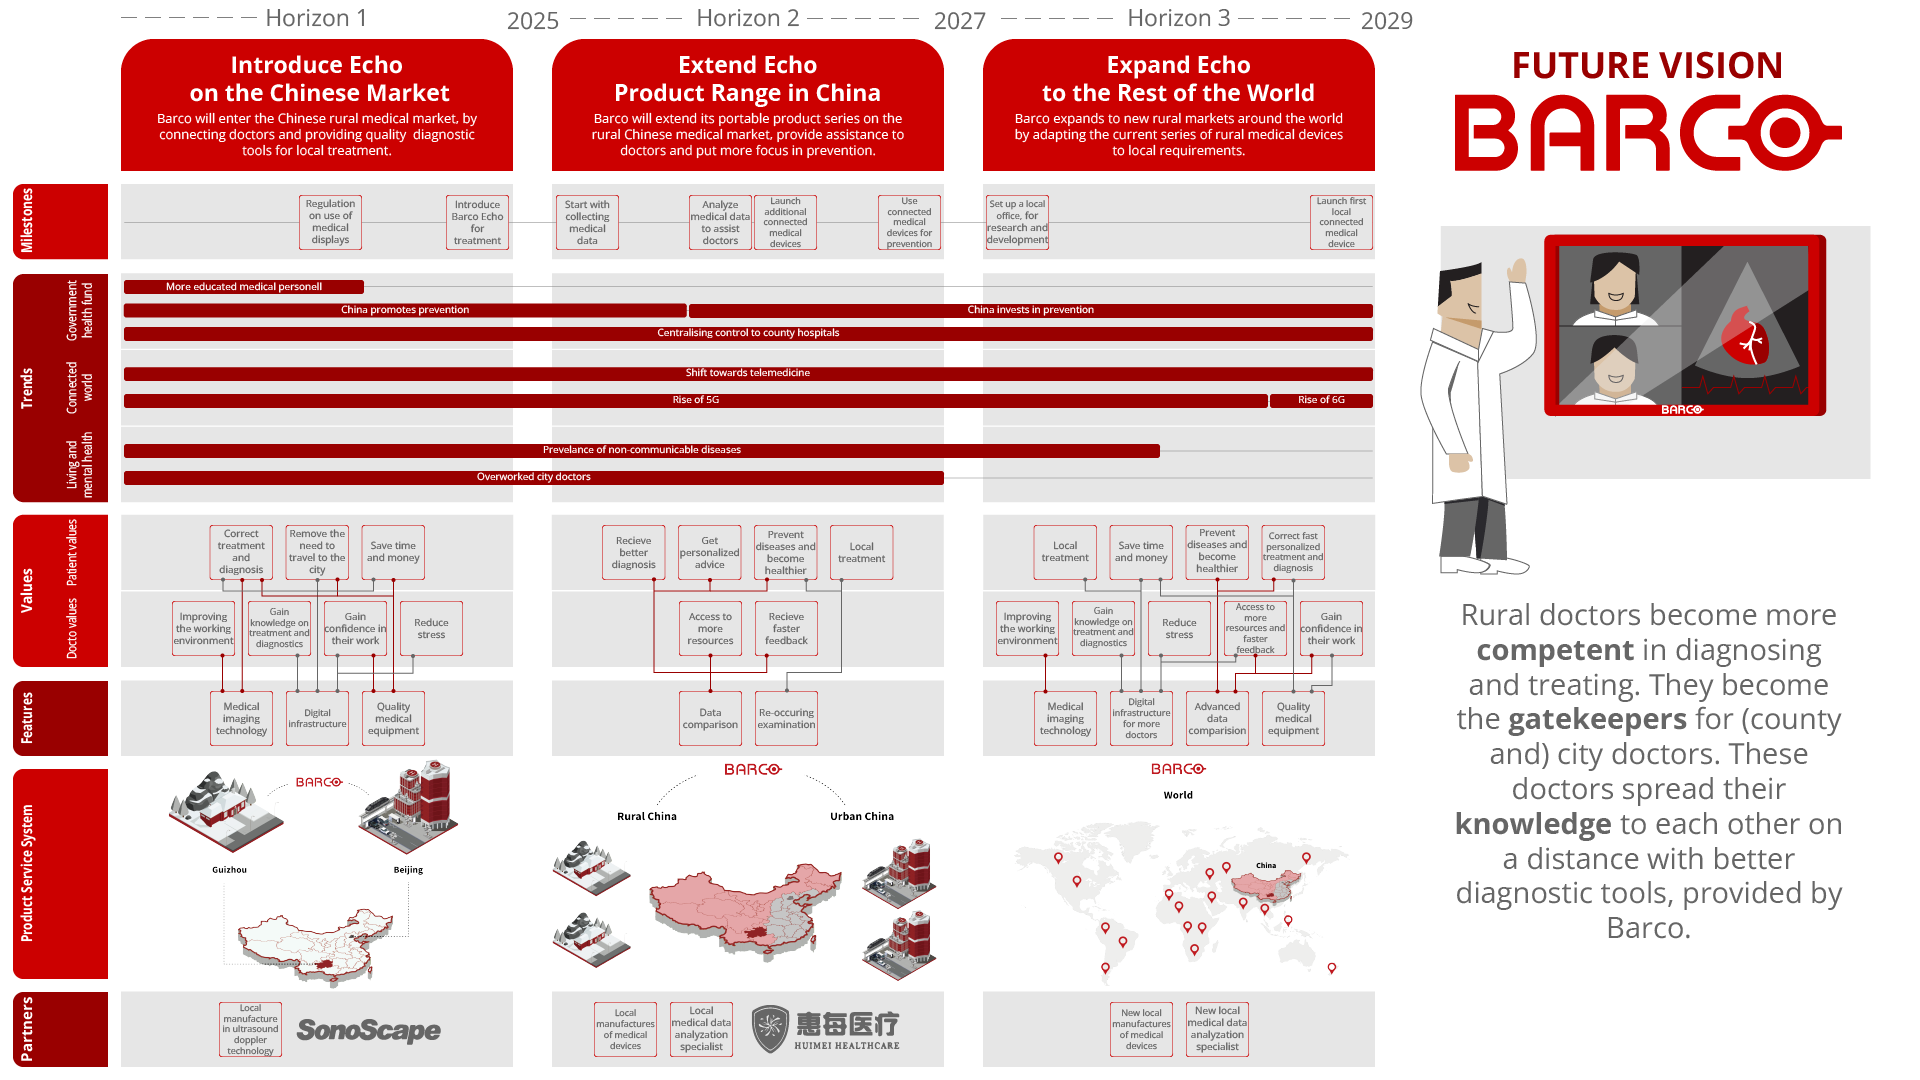 Horizon 1
2025
Horizon 2
2027
Horizon 3
2029
Introduce Echo
on the Chinese Market
Barco will enter the Chinese rural medical market, by
connecting doctors and providing quality diagnostic
tools for local treatment.
Extend Echo
Product Range in China
Barco will extend its portable product series on the
rural Chinese medical market, provide assistance to
doctors and put more focus in prevention.
Expand Echo
to the Rest of the World
Barco expands to new rural markets around the world
by adapting the current series of rural medical devices
to local requirements.
FUTURE VISION
BARCO
Milestones
Regulation
on use of
medical
displays
Introduce
Barco Echo
for
treatment
Start with
collecting
medical
data
Analyze
medical data
to assist
doctors
Launch
additional
connected
medical
devices
Use
connected
medical
devices for
prevention
Set up a local
office, for
research and
development
Launch first
local
connected
medical
device
Trends
Government
health fund
More educated medical personell
China promotes prevention
China invests in prevention
Centralising control to county hospitals
Connected
world
Shift towards telemedicine
Rise of 5G
Rise of 6G
Living and
mental health
Prevelance of non-communicable diseases
Overworked city doctors
BARCO
Values
Patient values
Correct
treatment
and
diagnosis
Remove the
need to
travel to the
city
Save time
and money
Recieve
better
diagnosis
Get
personalized
advice
Prevent
diseases and
become
healthier
Local
treatment
Local
treatment
Save time
and money
Prevent
diseases and
become
healthier
Correct fast
personalized
treatment and
diagnosis
Docto values
Improving
the working
environment
Gain
knowledge on
treatment and
diagnostics
Gain
confidence in
their work
Reduce
stress
Access to
more
resources
Recieve
faster
feedback
Improving
the working
environment
Gain
knowledge on
treatment and
diagnostics
Reduce
stress
Access to
more
resources and
faster
feedback
Gain
confidence in
their work
Features
Medical
imaging
technology
Digital
infrastructure
Quality
medical
equipment
Data
comparison
Re-occuring
examination
Medical
imaging
technology
Digital
infrastructure
for more
doctors
Advanced
data
comparision
Quality
medical
equipment
Product Service System
BARCO
Guizhou
Beijing
BARCO
Rural China
Urban China
BARCO
World
China
Partners
Local
manufacture
in ultrasound
doppler
technology
SonoScape
Local
manufactures
of medical
devices
Local
medical data
analyzation
specialist
惠每医疗
HUIMEI HEALTHCARE
New local
manufactures
of medical
devices
New local
medical data
analyzation
specialist
Rural doctors become more
competent in diagnosing
and treating. They become
the gatekeepers for (county
and) city doctors. These
doctors spread their
knowledge to each other on
a distance with better
diagnostic tools, provided by
Barco.